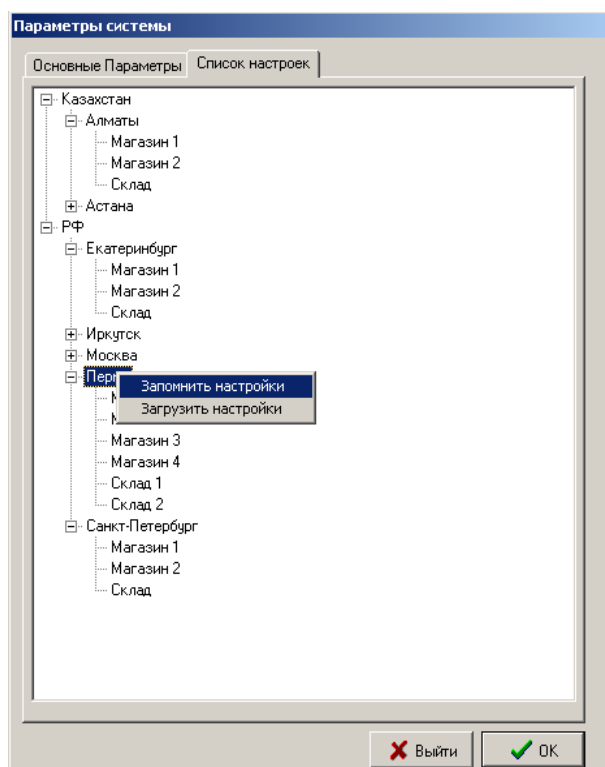 Параметры системы
Основные Параметры Список настроек
Казахстан
Алматы
Магазин 1
Магазин 2
Склад
Астана
РФ
Екатеринбург
Магазин 1
Магазин 2
Склад
Иркутск
Москва
Запомнить настройки
Загрузить настройки
Магазин 3
Магазин 4
Склад 1
Склад 2
Санкт-Петербург
Магазин 1
Магазин 2
Склад
Выйти OK